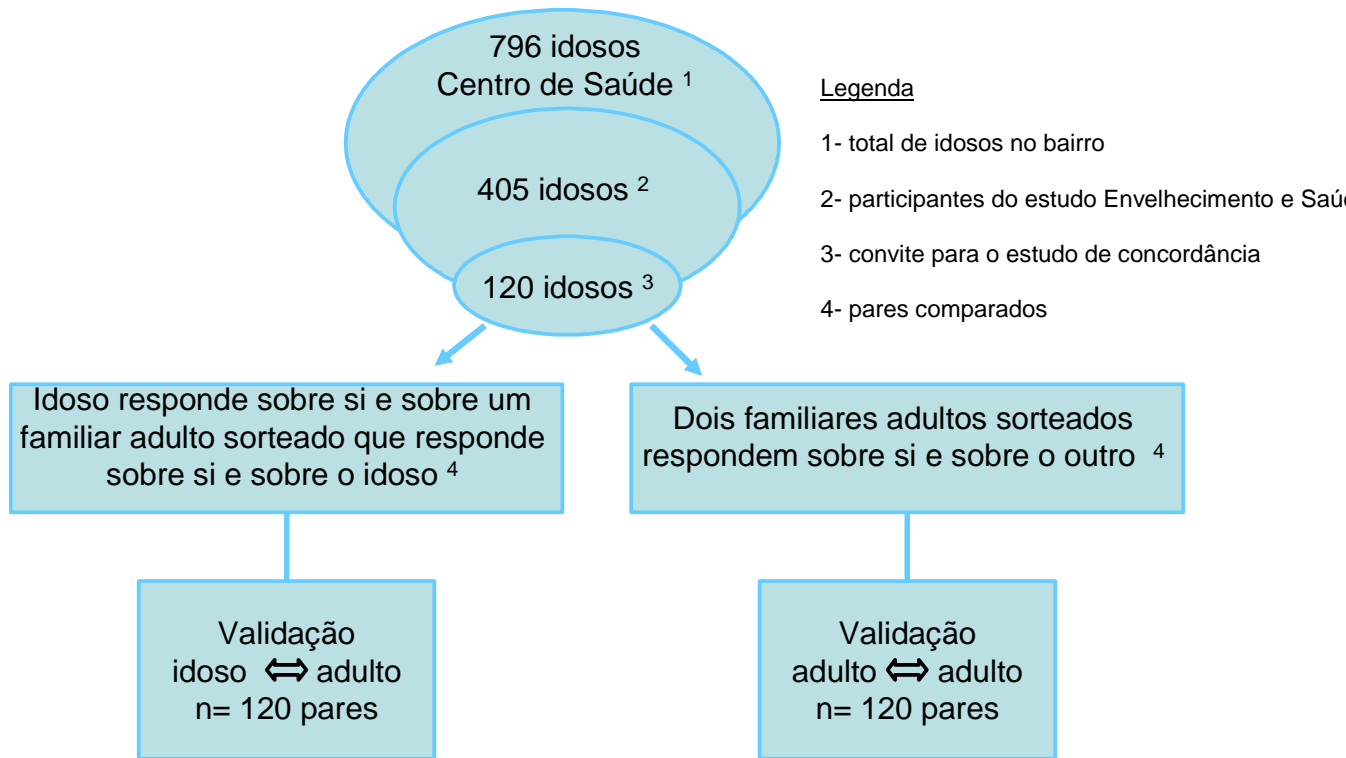 796 idosos
Centro de Saúde ¹
405 idosos ²
120 idosos ³
Legenda
1- total de idosos no bairro
2- participantes do estudo Envelhecimento e
3- convite para o estudo de concordância
4- pares comparados
Idoso responde sobre si e sobre um
familiar adulto sorteado que responde
sobre si e sobre o idoso ⁴
Dois familiares adultos sorteados
respondem sobre si e sobre o outro ⁴
Validação
idoso ⇔ adulto
n= 120 pares
Validação
adulto ⇔ adulto
n= 120 pares